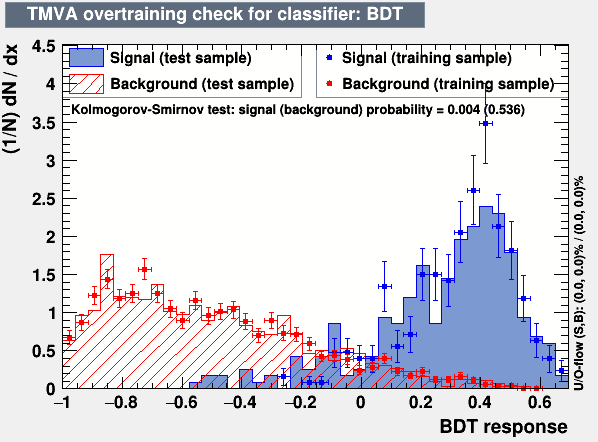 TMVA overtraining check for classifier: BDT
Signal (test sample)
Signal (training sample)
Background (test sample)
Background (training sample)
Kolmogorov-Smirnov test: signal (background) probability = 0.004 (0.536)
(1/N) dN / dx
4.5
4
3.5
3
2.5
2
1.5
1
0.5
0
−1 −0.8 −0.6 −0.4 −0.2 0 0.2 0.4 0.6
BDT response
U/O-flow (S,B): (0.0, 0.0)% / (0.0, 0.0)%